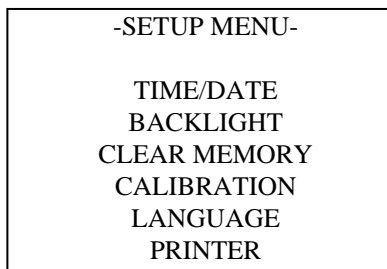 -SETUP MENU-
TIME/DATE
BACKLIGHT
CLEAR MEMORY
CALIBRATION
LANGUAGE
PRINTER